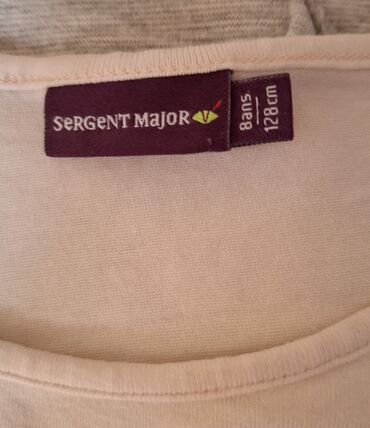 SeRGeNT MaJoR
8ans
128cm